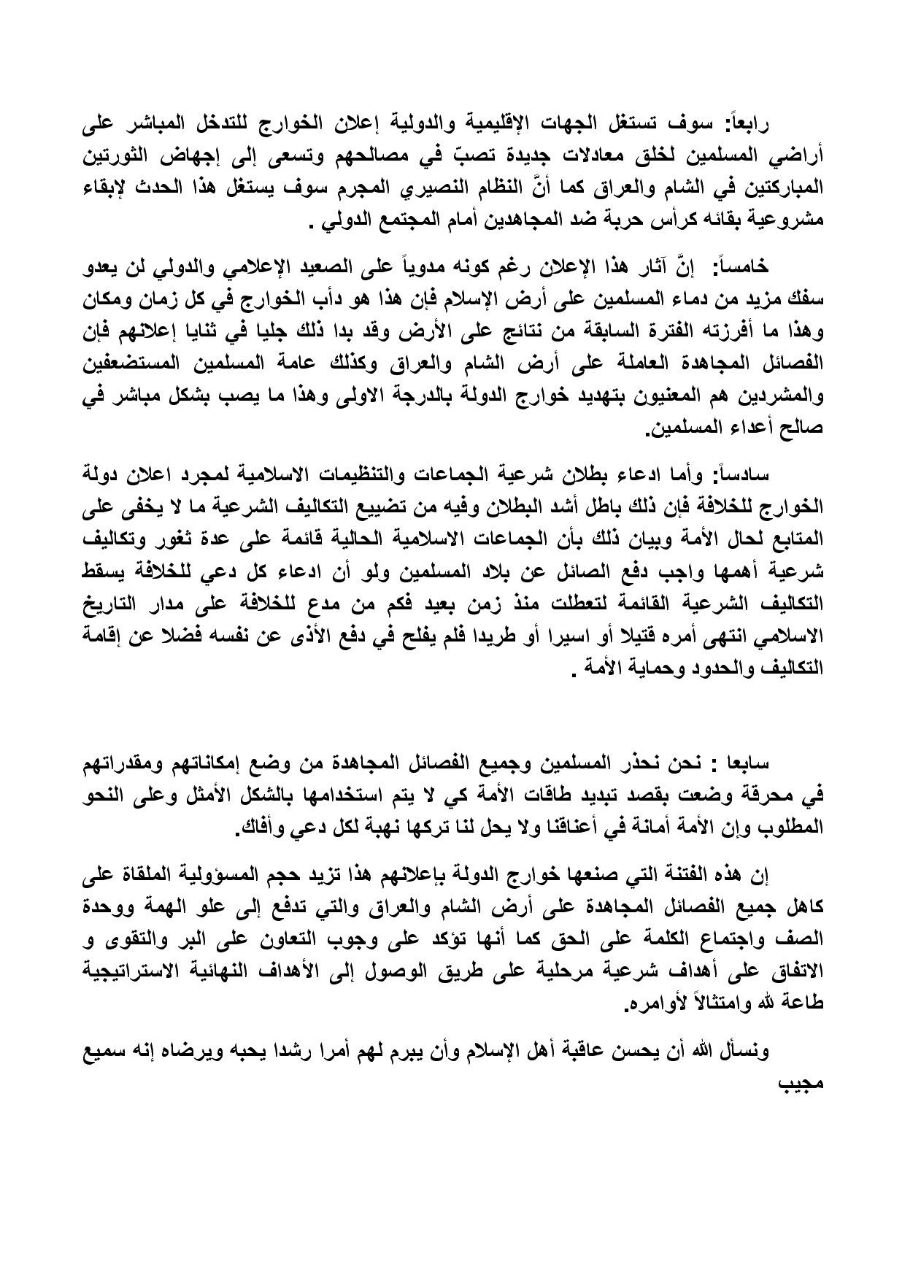 رابعاً: سوف تستغل الجهات الإقليمية والدولية إعلان الخوارج للتدخل المباشر على
أراضي المسلمين لخلق معادلات جديدة تصبّ في مصالحهم وتسعى إلى إجهاض الثورتين
المباركتين في الشام والعراق كما أنَّ النظام النصيري المجرم سوف يستغل هذا الحدث لإبقاء
مشروعية بقائه كرأس حربة ضد المجاهدين أمام المجتمع الدولي .
خامساً: إنَّ آثار هذا الإعلان رغم كونه مدوياً على الصعيد الإعلامي والدولي لن يعدو
سفك مزيد من دماء المسلمين على أرض الإسلام فإن هذا هو دأب الخوارج في كل زمان ومكان
وهذا ما أفرزته الفترة السابقة من نتائج على الأرض وقد بدا ذلك جليا في ثنايا إعلانهم فإن
الفصائل المجاهدة العاملة على أرض الشام والعراق وكذلك عامة المسلمين المستضعفين
والمشردين هم المعنيون بتهديد خوارج الدولة بالدرجة الاولى وهذا ما يصب بشكل مباشر في
صالح أعداء المسلمين.
سادساً: وأما ادعاء بطلان شرعية الجماعات والتنظيمات الاسلامية لمجرد اعلان دولة
الخوارج للخلافة فإن ذلك باطل أشد البطلان وفيه من تضييع التكاليف الشرعية ما لا يخفى على
المتابع لحال الأمة وبيان ذلك بأن الجماعات الاسلامية الحالية قائمة على عدة ثغور وتكاليف
شرعية أهمها واجب دفع الصائل عن بلاد المسلمين ولو أن ادعاء كل دعي للخلافة يسقط
التكاليف الشرعية القائمة لتعطلت منذ زمن بعيد فكم من مدع للخلافة على مدار التاريخ
الاسلامي انتهى أمره قتيلا أو اسيرا أو طريدا فلم يفلح في دفع الأذى عن نفسه فضلا عن إقامة
التكاليف والحدود وحماية الأمة .
سابعا : نحن نحذر المسلمين وجميع الفصائل المجاهدة من وضع إمكاناتهم ومقدراتهم
في محرقة وضعت بقصد تبديد طاقات الأمة كي لا يتم استخدامها بالشكل الأمثل وعلى النحو
المطلوب وإن الأمة أمانة في أعناقنا ولا يحل لنا تركها نهبة لكل دعي وأفاك.
إن هذه الفتنة التي صنعها خوارج الدولة بإعلانهم هذا تزيد حجم المسؤولية الملقاة على
كاهل جميع الفصائل المجاهدة على أرض الشام والعراق والتي تدفع إلى علو الهمة ووحدة
الصف واجتماع الكلمة على الحق كما أنها تؤكد على وجوب التعاون على البر والتقوى و
الاتفاق على أهداف شرعية مرحلية على طريق الوصول إلى الأهداف النهائية الاستراتيجية
طاعة لله وامتثالاً لأوامره.
ونسأل الله أن يحسن عاقبة أهل الإسلام وأن يبرم لهم أمرا رشدا يحبه ويرضاه إنه سميع
مجيب